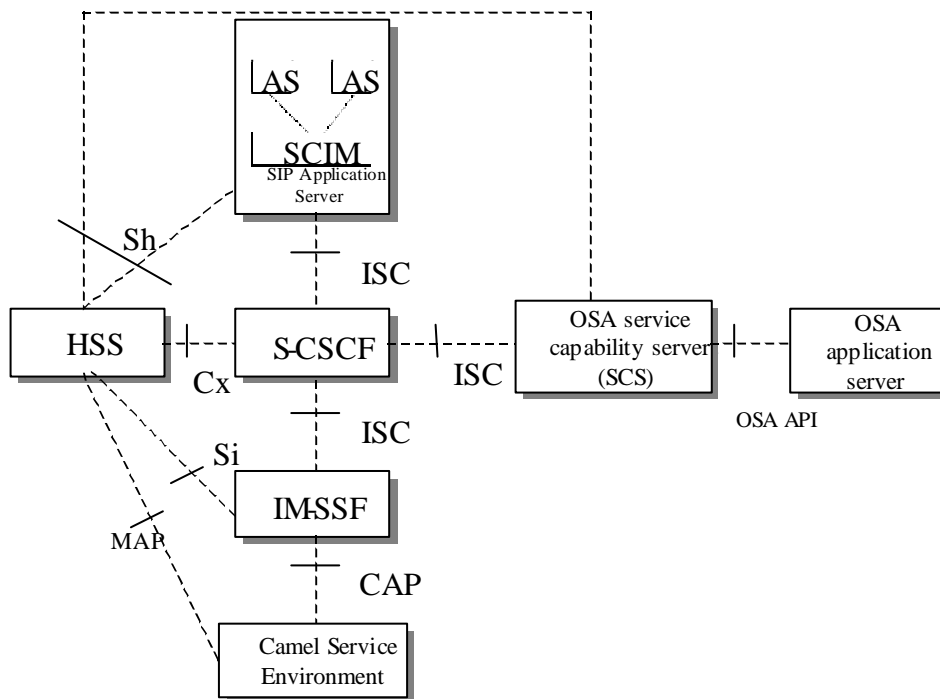 AS AS
SCIM
SIP Application
Server
Sh
ISC
HSS
S-CSCF
OSA service
capability server
(SCS)
OSA
application
server
Cx
ISC
ISC
OSA API
Si
IM-SSF
MAP
CAP
Camel Service
Environment